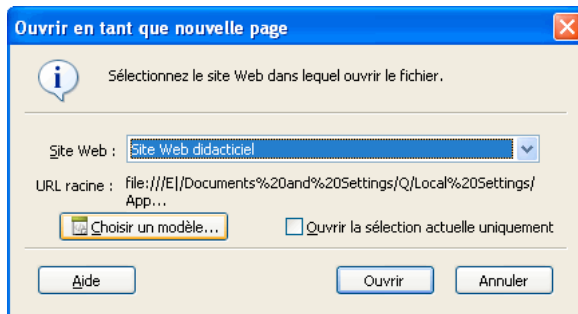 Ouvrir en tant que nouvelle page
Sélectionnez le site Web dans lequel ouvrir le fichier.
Site Web : Site Web didacticiel
URL racine : file:///E|/Documents%20and%20Settings/Q/Local%20Settings/
App...
Choisir un modèle... Ouvrir la sélection actuelle uniquement
Aide Ouvrir Annuler